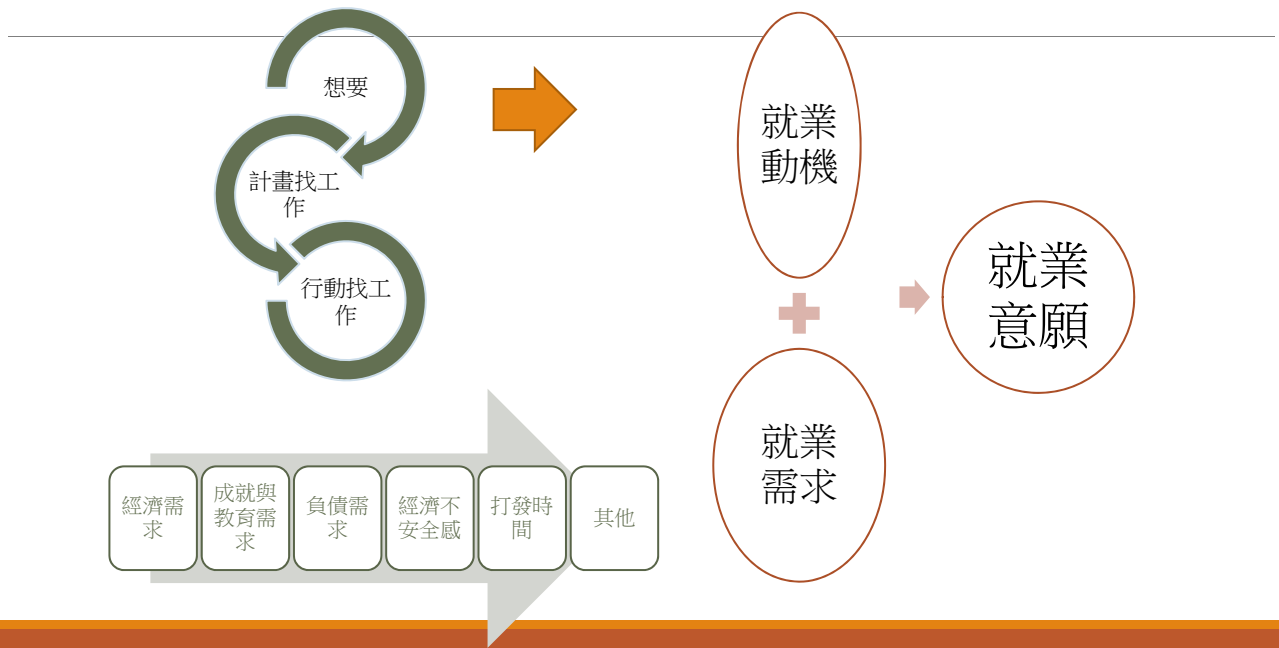 想要
計畫找工
作
行動找工
作
就業
動機
就業
需求
就業
意願
經濟需
求
成就與
教育需
求
負債需
求
經濟不
安全感
打發時
間
其他